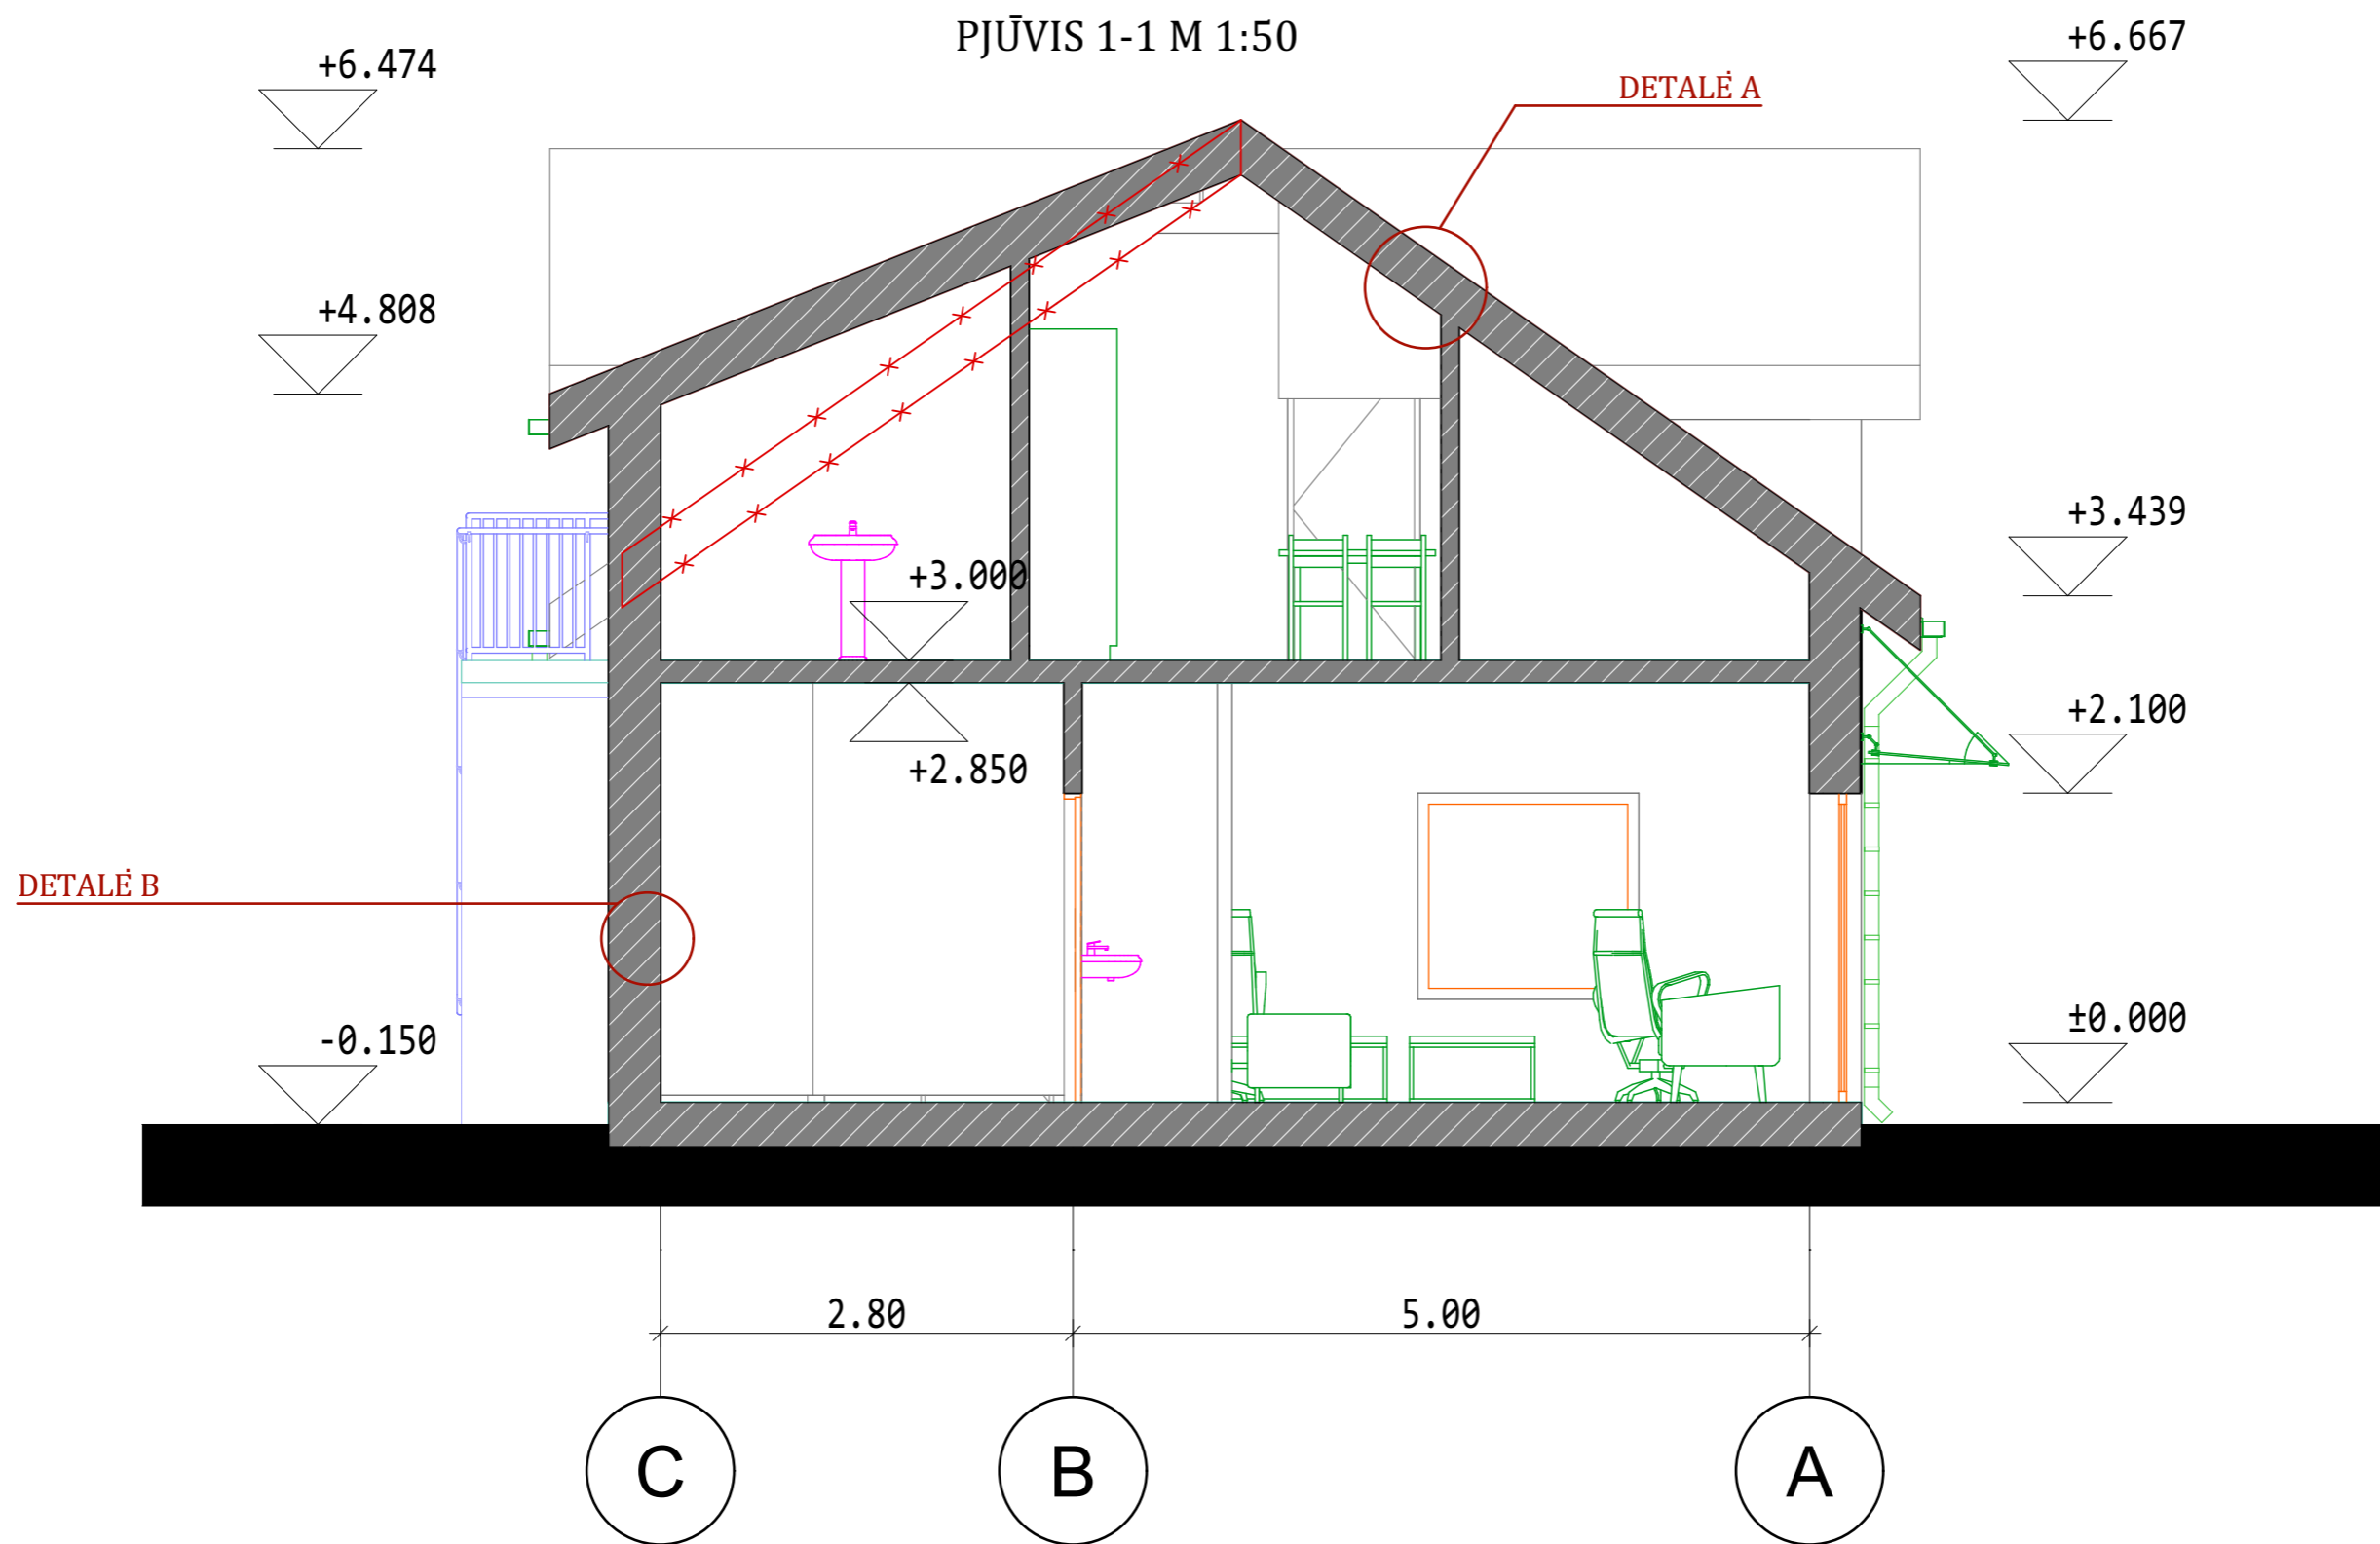 PJŪVIS 1-1 M 1:50
+6.474
+6.667
DETALĖ A
+4.808
+3.439
+3.000
+2.100
+2.850
DETALĖ B
-0.150
±0.000
2.80
5.00
C
B
A